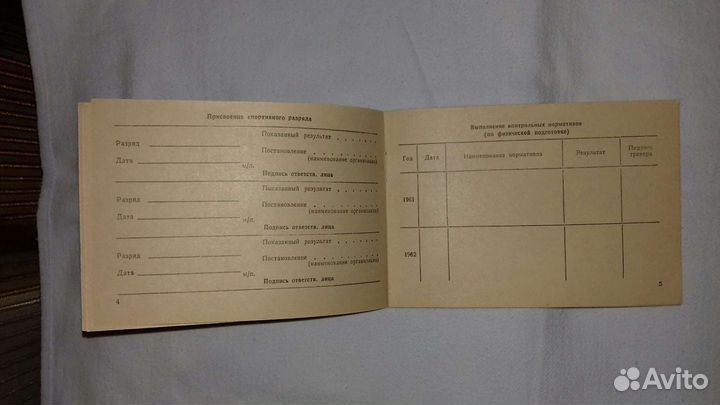 Присвоение спортивного разряда
Разряд
Показанный результат
Дата
Постановление
(наименование организации)
м/п.
Подпись ответств. лица
Разряд
Показанный результат
Дата
Постановление
(наименование организации)
м/п.
Подпись ответств. лица
Разряд
Показанный результат
Дата
Постановление
(наименование организации)
м/п.
Подпись ответств. лица
4
Выполнение контрольных нормативов
(по физической подготовке)
Год Дата Наименования нормативов Результат Подпись тренера
1961
1962
5
Avito